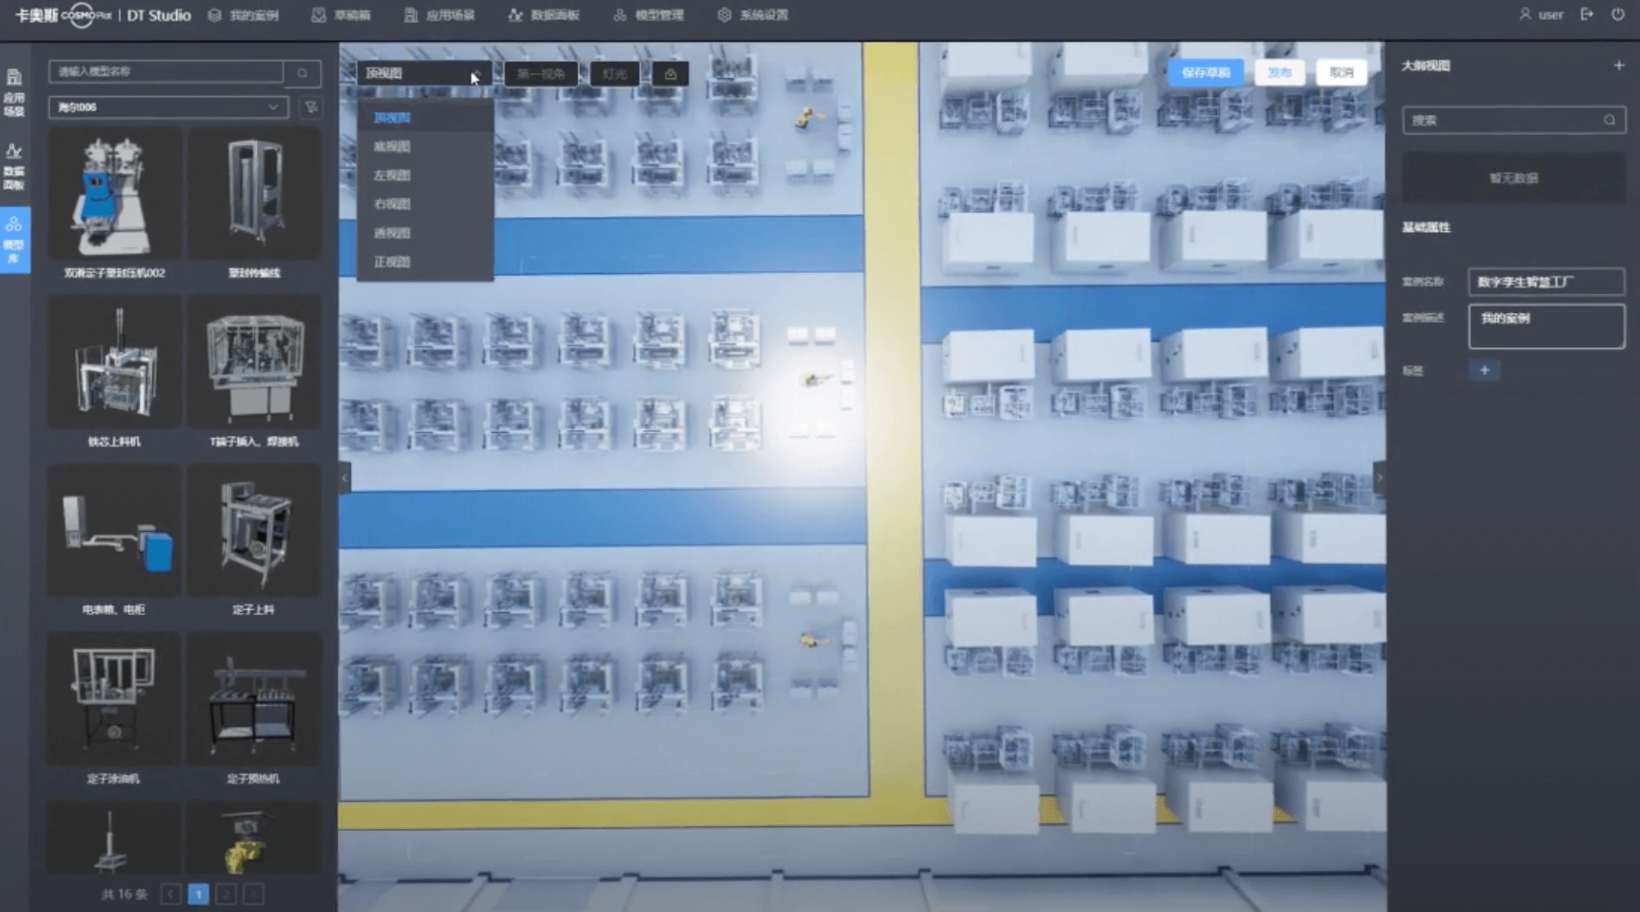 卡奥斯 COSMOPlat | DT Studio
我的案例
草稿箱
应用场景
数据面板
模型管理
系统设置
user
应用
场景
数据
面板
模型
库
请输入模型名称
海尔006
双滑定子塑封压机002
塑封传输线
铁芯上料机
T端子插入、焊接机
电表箱、电柜
定子上料
定子涂油机
定子预热机
共 16 条
1
2
顶视图
第一视角
灯光
顶视图
底视图
左视图
右视图
透视图
正视图
保存草稿
发布
取消
大纲视图
搜索
暂无数据
基础属性
案例名称
数字孪生智慧工厂
案例描述
我的案例
标签